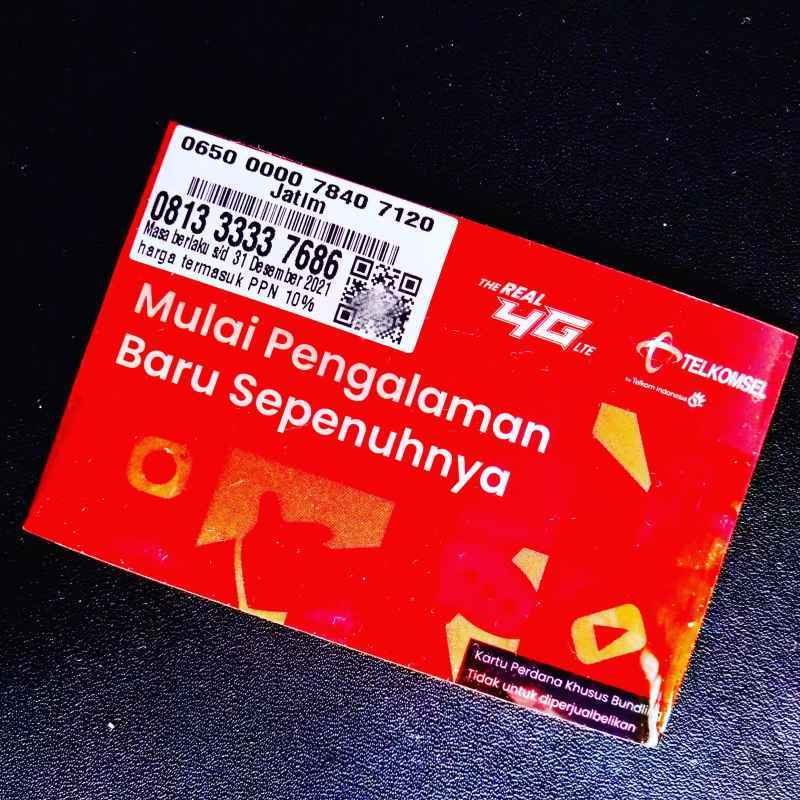 0650 0000 7840 7120
Jatim
0813 3333 7686
Masa berlaku s/d 31 Desember 2021
harga termasuk PPN 10%
THE REAL
4G LTE
TELKOMSEL
by Telkom Indonesia
Mulai Pengalaman
Baru Sepenuhnya
Kartu Perdana Khusus Bundling
Tidak untuk diperjualbelikan